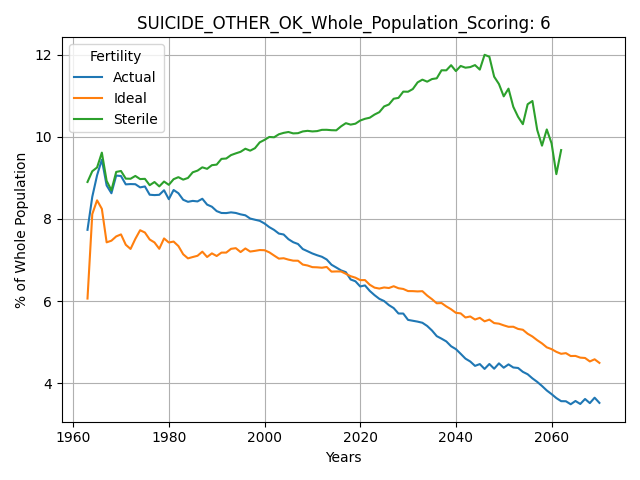 SUICIDE_OTHER_OK_Whole_Population_Scoring: 6
% of Whole Population
12
10
8
6
4
Fertility
Actual
Ideal
Sterile
1960 1980 2000 2020 2040 2060
Years